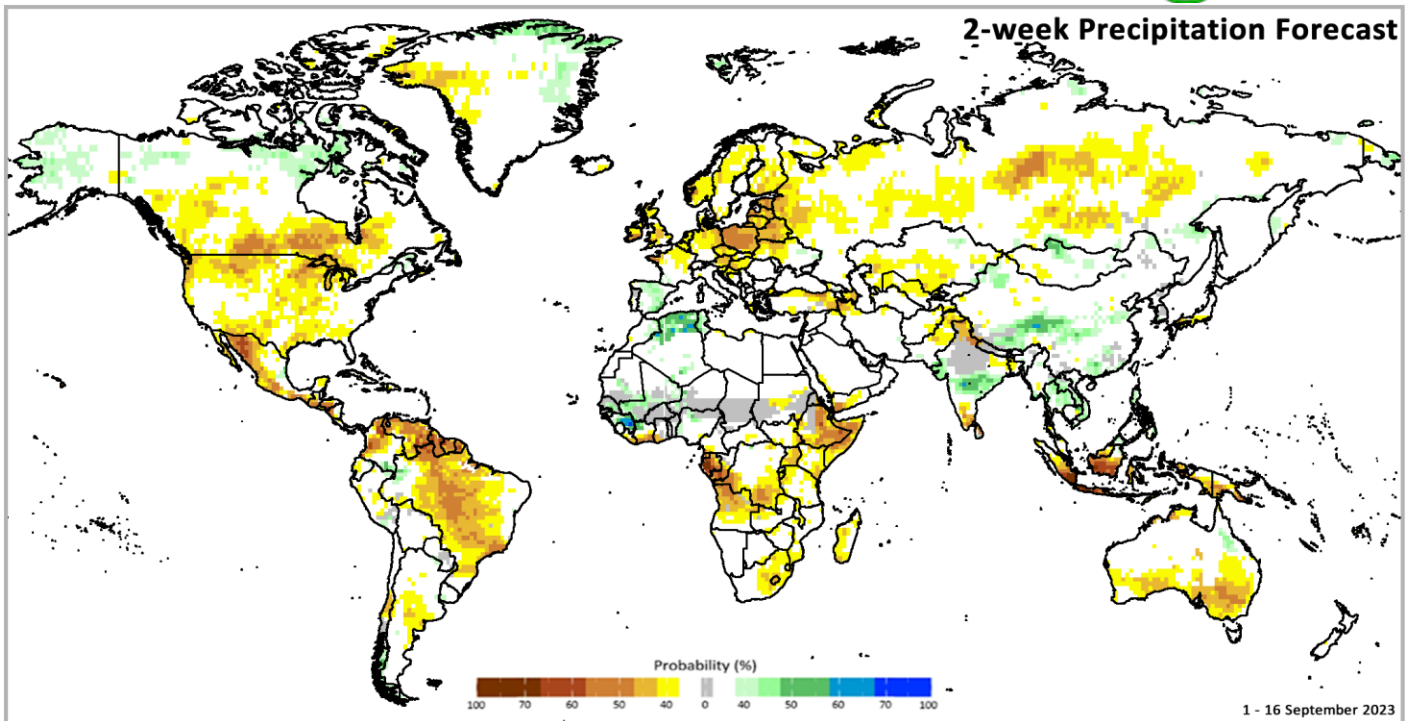 2-week Precipitation Forecast
Probability (%)
100 70 60 50 40 0 40 50 60 70 100
1 - 16 September 2023